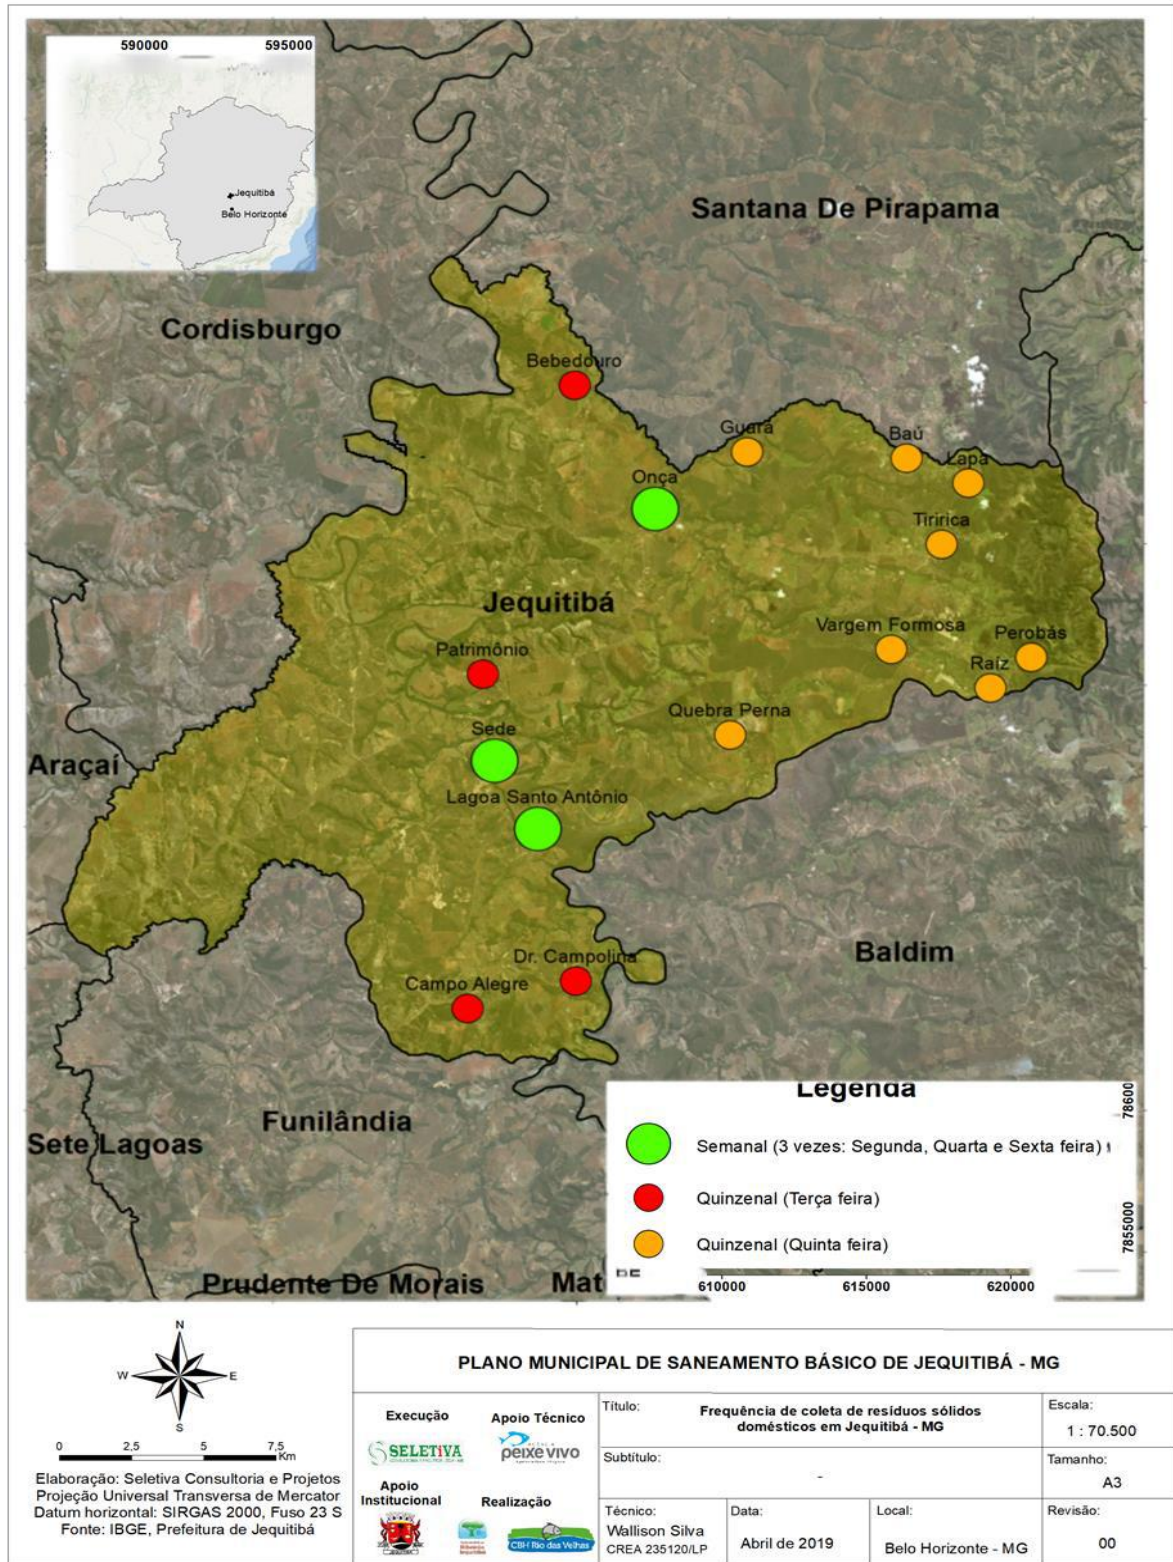 590000 595000
Jequitibá
Belo Horizonte
Santana De Pirapama
Cordisburgo
Bebedouro
Guará
Baú
Lapa
Onça
Tiririca
Jequitibá
Vargem Formosa
Perobas
Patrimônio
Raíz
Quebra Perna
Sede
Araçaí
Lagoa Santo Antônio
Baldim
Dr. Campolina
Campo Alegre
Funilândia
Sete Lagoas
Prudente De Morais
Mat
Legenda
Semanal (3 vezes: Segunda, Quarta e Sexta feira)
Quinzenal (Terça feira)
Quinzenal (Quinta feira)
78600
7855000
610000 615000 620000
N
W E
S
0 2,5 5 7,5
Km
Elaboração: Seletiva Consultoria e Projetos
Projeção Universal Transversa de Mercator
Datum horizontal: SIRGAS 2000, Fuso 23 S
Fonte: IBGE, Prefeitura de Jequitibá
PLANO MUNICIPAL DE SANEAMENTO BÁSICO DE JEQUITIBÁ - MG
Execução
Apoio Técnico
SELETIVA
peixe vivo
Apoio
Institucional
Realização
CBH Rio das Velhas
Título:
Frequência de coleta de resíduos sólidos
domésticos em Jequitibá - MG
Escala:
1 : 70.500
Subtítulo:
-
Tamanho:
A3
Técnico:
Wallison Silva
CREA 235120/LP
Data:
Abril de 2019
Local:
Belo Horizonte - MG
Revisão:
00